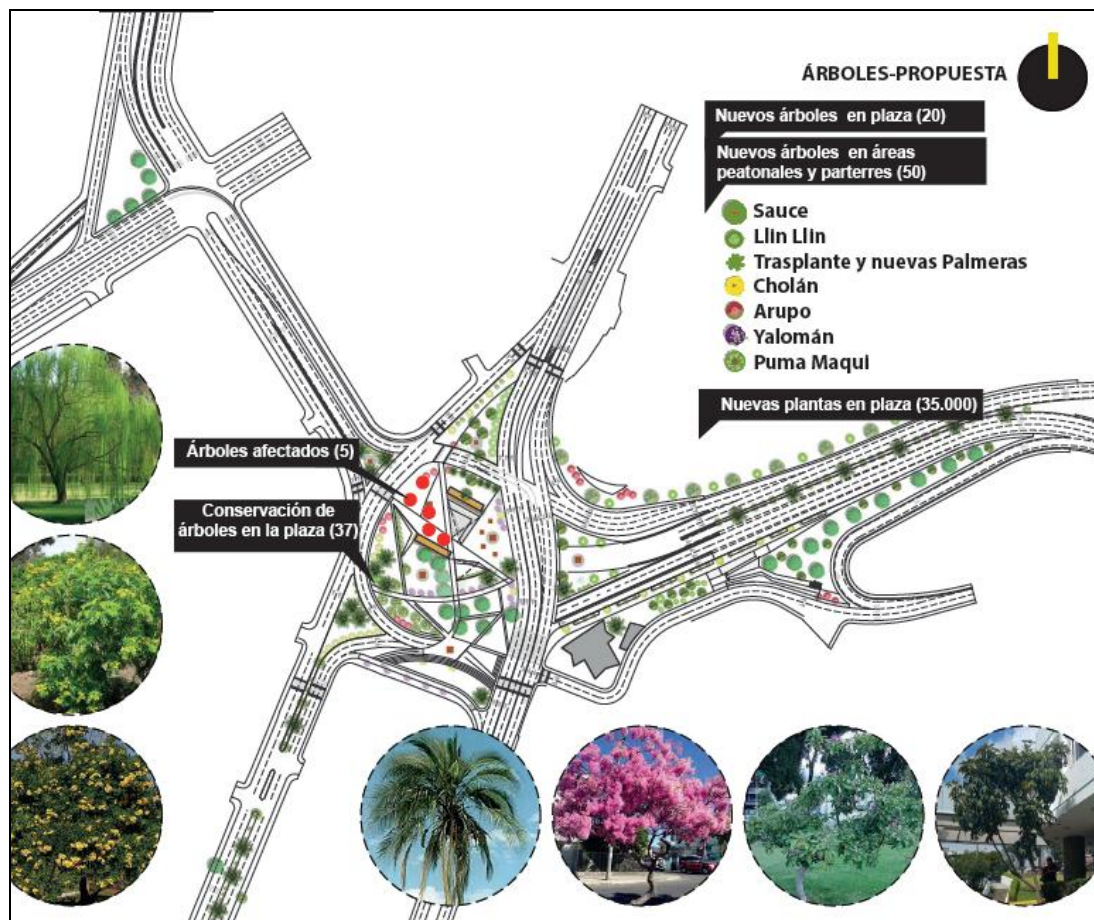 ÁRBOLES-PROPUESTA
Nuevos árboles en plaza (20)
Nuevos árboles en áreas
peatonales y parterres (50)
Sauce
Llin Llin
Trasplante y nuevas Palmeras
Cholán
Arupo
Yalomán
Puma Maqui
Nuevas plantas en plaza (35.000)
Árboles afectados (5)
Conservación de
árboles en la plaza (37)